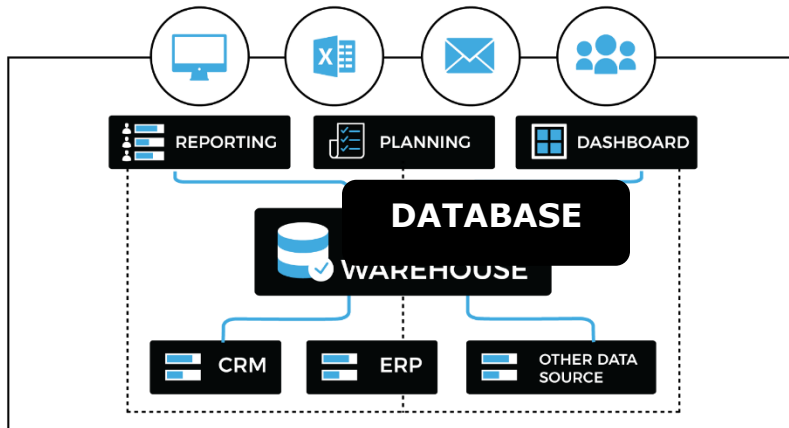 X
REPORTING
PLANNING
DASHBOARD
DATABASE
WAREHOUSE
CRM
ERP
OTHER DATA
SOURCE